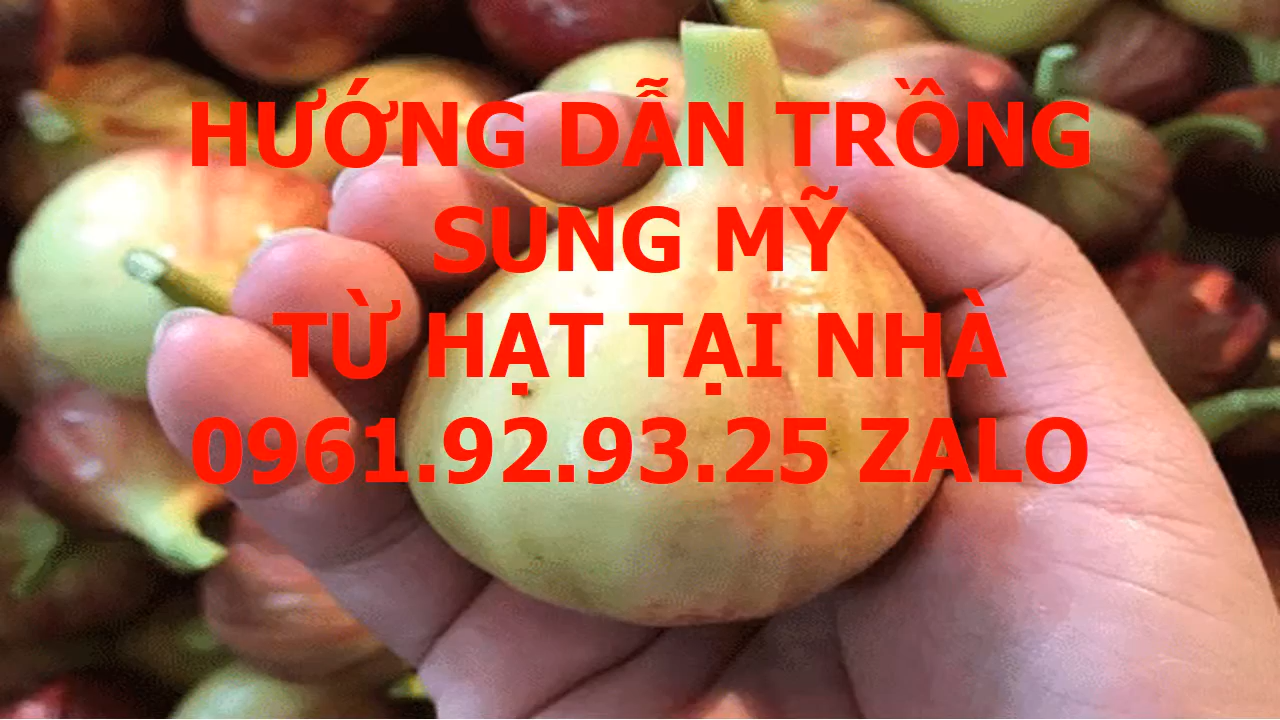 HƯỚNG DẪN TRỒNG
SUNG MỸ
TỪ HẠT TẠI NHÀ
0961.92.93.25 ZALO